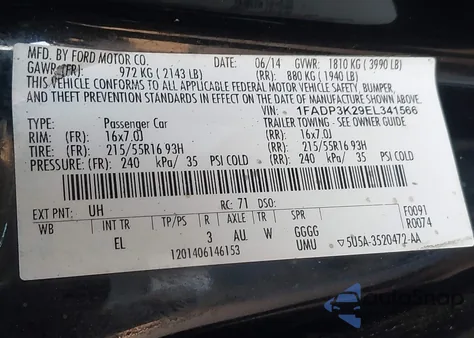 MFD. BY FORD MOTOR CO.
06/14 GVWR: 1810 KG ( 3990 LB)
GAWR (FR): 972 KG ( 2143 LB) (RR): 880 KG ( 1940 LB)
THIS VEHICLE CONFORMS TO ALL APPLICABLE FEDERAL MOTOR VEHICLE SAFETY, BUMPER,
AND THEFT PREVENTION STANDARDS IN EFFECT ON THE DATE OF MANUFACTURE SHOWN ABOVE.
VIN: 1FADP3K29EL341566
TYPE: Passenger Car TRAILER TOWING - SEE OWNER GUIDE
RIM: (FR) 16x7.0J (RR) 16x7.0J
TIRE: (FR) 215/55R16 93H (RR) 215/55R16 93H
PRESSURE: (FR) 240 kPa/ 35 PSI COLD (RR) 240 kPa/ 35 PSI COLD
EXT PNT: UH RC: 71 DSO: F0091
WB INT TR TP/PS R AXLE TR SPR R0074
EL 3 AU W GGGG
1201406146153 UMU 5U5A-3520472-AA
AutoSnap